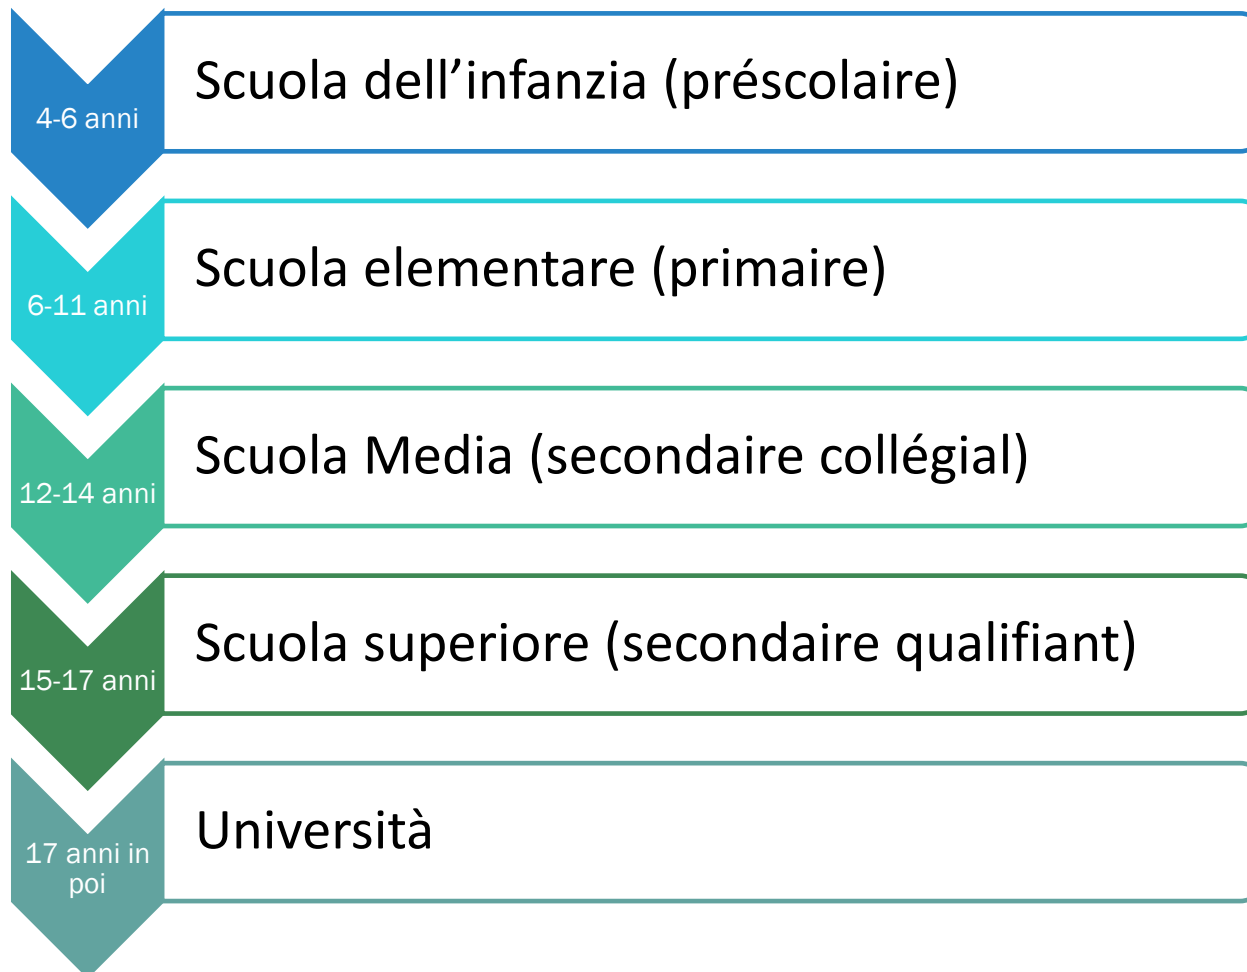 4-6 anni
Scuola dell’infanzia (préscolaire)
6-11 anni
Scuola elementare (primaire)
12-14 anni
Scuola Media (secondaire collégial)
15-17 anni
Scuola superiore (secondaire qualifiant)
17 anni in
poi
Università